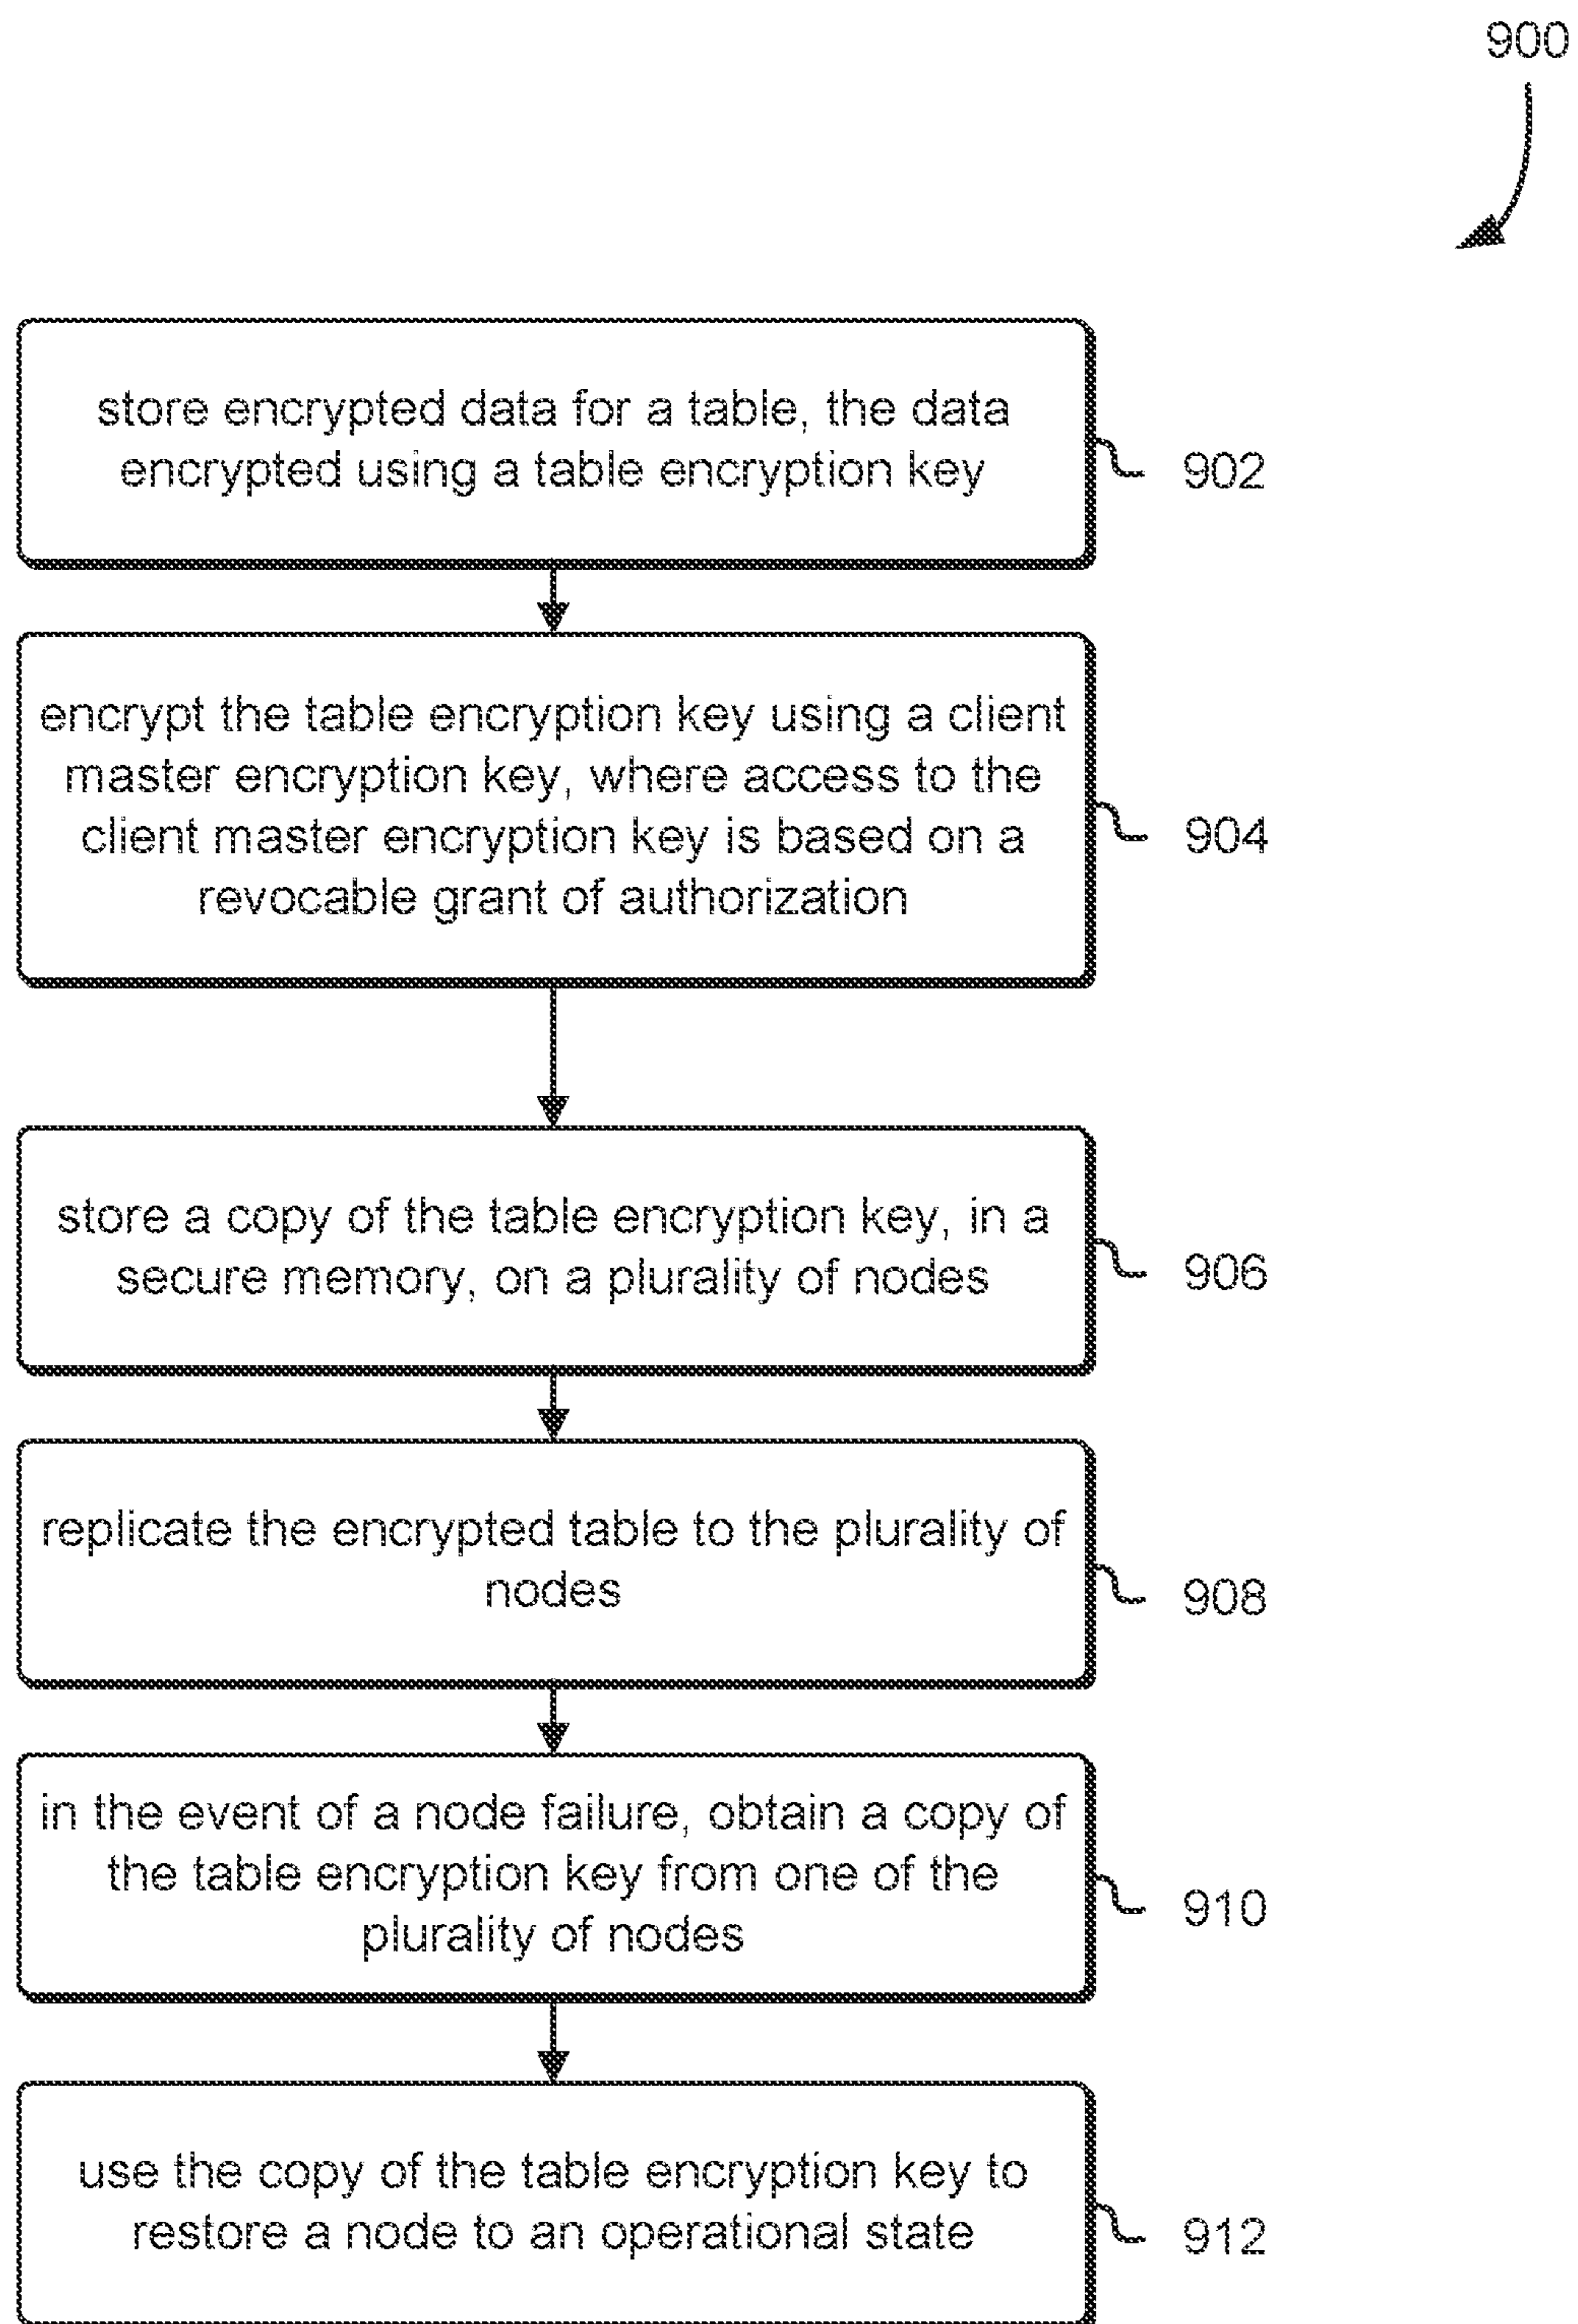 900
store encrypted data for a table, the data
encrypted using a table encryption key
902
encrypt the table encryption key using a client
master encryption key, where access to the
client master encryption key is based on a
revocable grant of authorization
904
store a copy of the table encryption key, in a
secure memory, on a plurality of nodes
906
replicate the encrypted table to the plurality of
nodes
908
in the event of a node failure, obtain a copy of
the table encryption key from one of the
plurality of nodes
910
use the copy of the table encryption key to
restore a node to an operational state
912